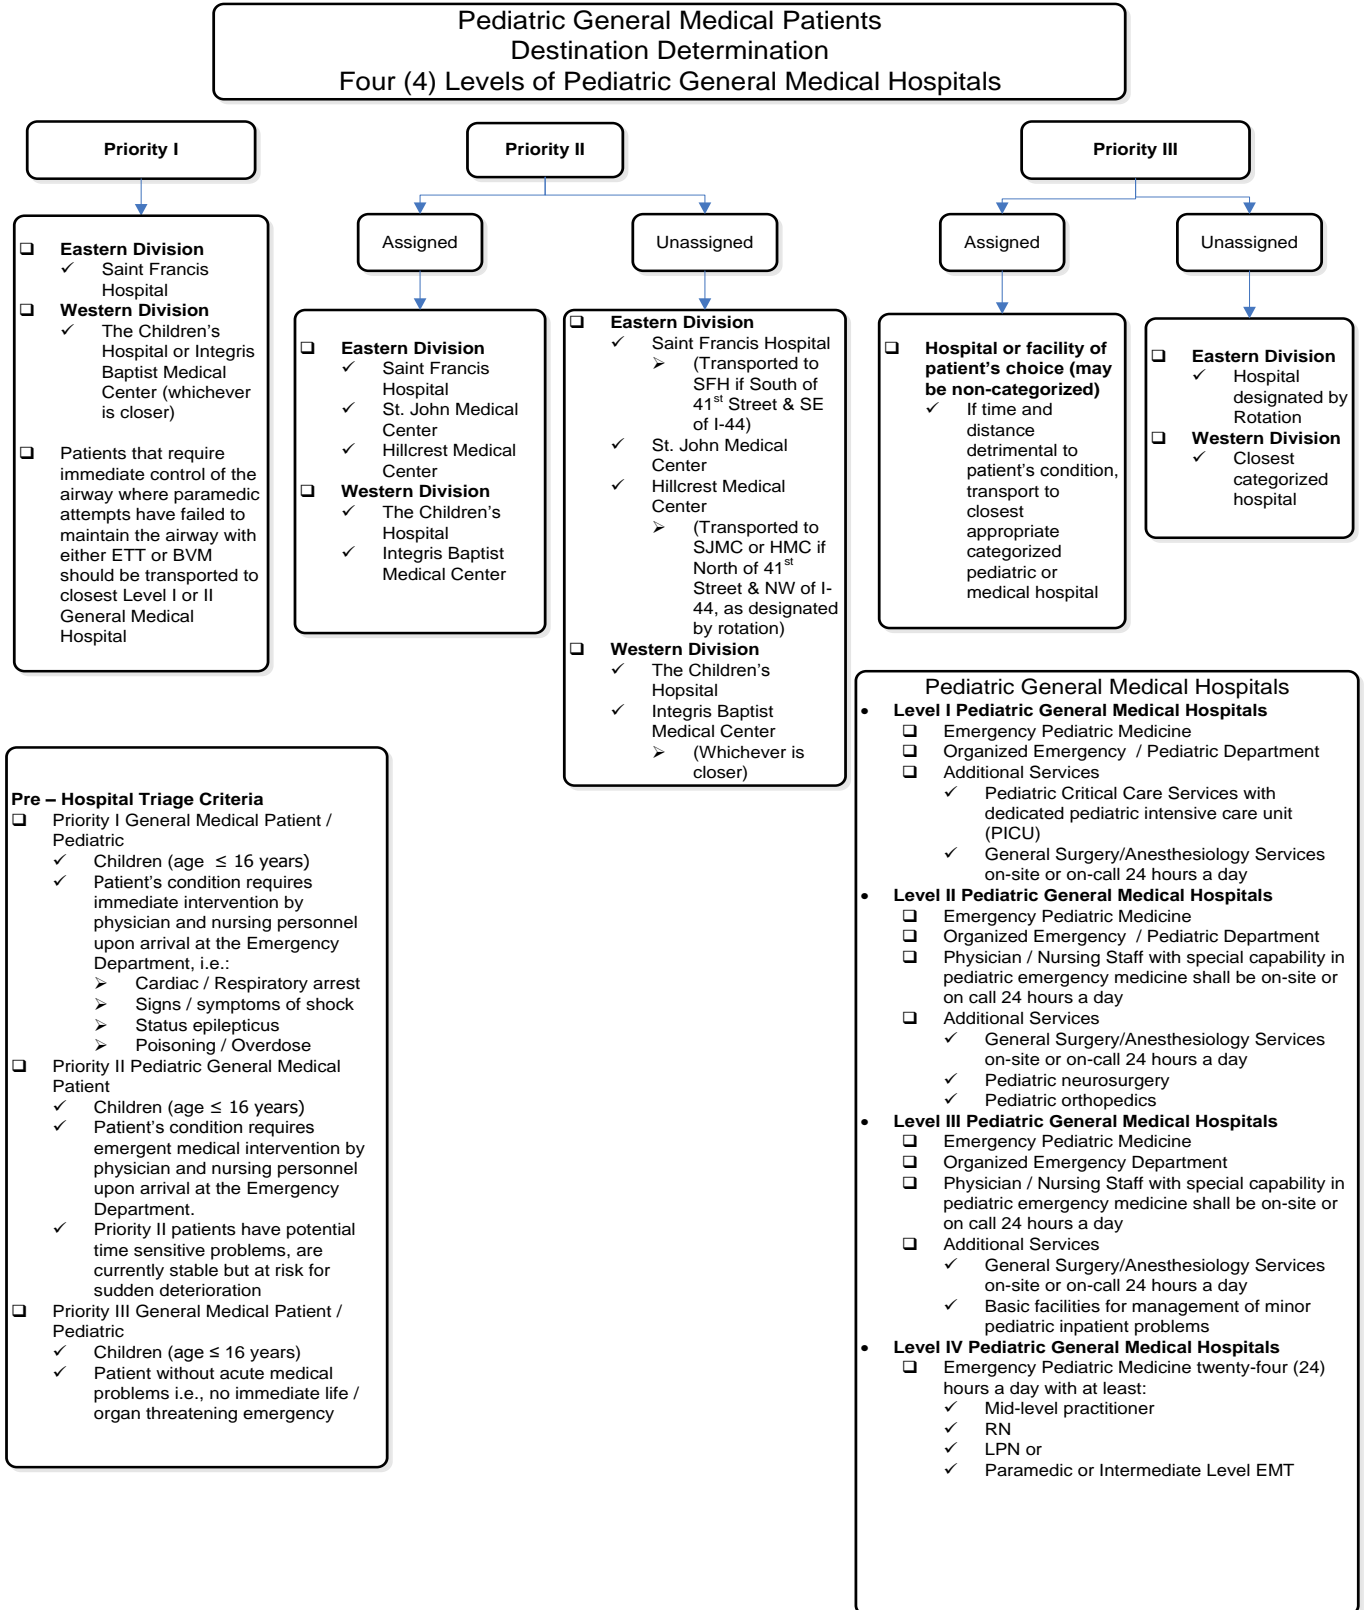 Pediatric General Medical Patients
Destination Determination
Four (4) Levels of Pediatric General Medical Hospitals
Priority I
❑ Eastern Division
✓ Saint Francis
Hospital
❑ Western Division
✓ The Children's
Hospital or Integris
Baptist Medical
Center (whichever
is closer)
❑ Patients that require
immediate control of the
airway where paramedic
attempts have failed to
maintain the airway with
either ETT or BVM
should be transported to
closest Level I or II
General Medical
Hospital
Priority II
Assigned
❑ Eastern Division
✓ Saint Francis
Hospital
✓ St. John Medical
Center
✓ Hillcrest Medical
Center
❑ Western Division
✓ The Children's
Hospital
✓ Integris Baptist
Medical Center
Unassigned
❑ Eastern Division
✓ Saint Francis Hospital
➢ (Transported to
SFH if South of
41st Street & SE
of I-44)
✓ St. John Medical
Center
✓ Hillcrest Medical
Center
➢ (Transported to
SJMC or HMC if
North of 41st
Street & NW of I-
44, as designated
by rotation)
❑ Western Division
✓ The Children's
Hopsital
✓ Integris Baptist
Medical Center
➢ (Whichever is
closer)
Priority III
Assigned
❑ Hospital or facility of
patient's choice (may
be non-categorized)
✓ If time and
distance
detrimental to
patient's condition,
transport to
closest
appropriate
categorized
pediatric or
medical hospital
Unassigned
❑ Eastern Division
✓ Hospital
designated by
Rotation
❑ Western Division
✓ Closest
categorized
hospital
Pre – Hospital Triage Criteria
❑ Priority I General Medical Patient /
Pediatric
✓ Children (age ≤ 16 years)
✓ Patient's condition requires
immediate intervention by
physician and nursing personnel
upon arrival at the Emergency
Department, i.e.:
➢ Cardiac / Respiratory arrest
➢ Signs / symptoms of shock
➢ Status epilepticus
➢ Poisoning / Overdose
❑ Priority II Pediatric General Medical
Patient
✓ Children (age ≤ 16 years)
✓ Patient's condition requires
emergent medical intervention by
physician and nursing personnel
upon arrival at the Emergency
Department.
✓ Priority II patients have potential
time sensitive problems, are
currently stable but at risk for
sudden deterioration
❑ Priority III General Medical Patient /
Pediatric
✓ Children (age ≤ 16 years)
✓ Patient without acute medical
problems i.e., no immediate life /
organ threatening emergency
Pediatric General Medical Hospitals
• Level I Pediatric General Medical Hospitals
❑ Emergency Pediatric Medicine
❑ Organized Emergency / Pediatric Department
❑ Additional Services
✓ Pediatric Critical Care Services with
dedicated pediatric intensive care unit
(PICU)
✓ General Surgery/Anesthesiology Services
on-site or on-call 24 hours a day
• Level II Pediatric General Medical Hospitals
❑ Emergency Pediatric Medicine
❑ Organized Emergency / Pediatric Department
❑ Physician / Nursing Staff with special capability in
pediatric emergency medicine shall be on-site or
on call 24 hours a day
❑ Additional Services
✓ General Surgery/Anesthesiology Services
on-site or on-call 24 hours a day
✓ Pediatric neurosurgery
✓ Pediatric orthopedics
• Level III Pediatric General Medical Hospitals
❑ Emergency Pediatric Medicine
❑ Organized Emergency Department
❑ Physician / Nursing Staff with special capability in
pediatric emergency medicine shall be on-site or
on call 24 hours a day
❑ Additional Services
✓ General Surgery/Anesthesiology Services
on-site or on-call 24 hours a day
✓ Basic facilities for management of minor
pediatric inpatient problems
• Level IV Pediatric General Medical Hospitals
❑ Emergency Pediatric Medicine twenty-four (24)
hours a day with at least:
✓ Mid-level practitioner
✓ RN
✓ LPN or
✓ Paramedic or Intermediate Level EMT